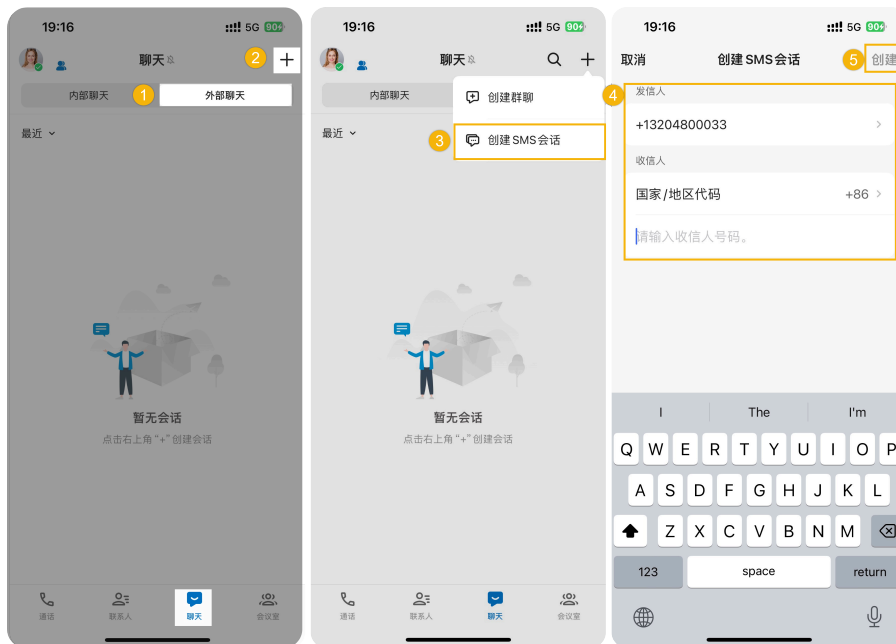 19:16
5G 90
聊天
2
内部聊天
1
外部聊天
最近
暂无会话
点击右上角“+”创建会话
通话
联系人
聊天
会议室
19:16
5G 90
聊天
内部聊天
创建群聊
最近
3
创建SMS会话
暂无会话
点击右上角“+”创建会话
通话
联系人
聊天
会议室
19:16
5G 90
取消
创建SMS会话
5
创建
4
发信人
+13204800033
收信人
国家/地区代码
+86
请输入收信人号码。
I The I'm
Q W E R T Y U I O P
A S D F G H J K L
Z X C V B N M
123 space return